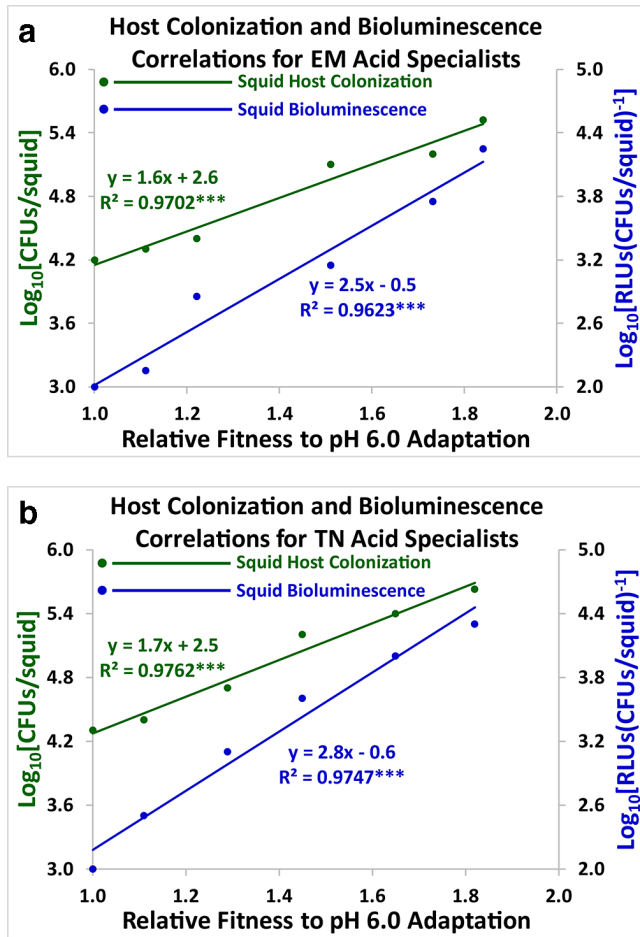 a
Host Colonization and Bioluminescence
Correlations for EM Acid Specialists
Squid Host Colonization
Squid Bioluminescence
y = 1.6x + 2.6
R² = 0.9702***
y = 2.5x - 0.5
R² = 0.9623***
Log₁₀[CFUs/squid]
6.0
5.4
4.8
4.2
3.6
3.0
Log₁₀[RLUs(CFUs/squid)⁻¹]
5.0
4.4
3.8
3.2
2.6
2.0
1.0 1.2 1.4 1.6 1.8 2.0
Relative Fitness to pH 6.0 Adaptation
b
Host Colonization and Bioluminescence
Correlations for TN Acid Specialists
Squid Host Colonization
Squid Bioluminescence
y = 1.7x + 2.5
R² = 0.9762***
y = 2.8x - 0.6
R² = 0.9747***
Log₁₀[CFUs/squid]
6.0
5.4
4.8
4.2
3.6
3.0
Log₁₀[RLUs(CFUs/squid)⁻¹]
5.0
4.4
3.8
3.2
2.6
2.0
1.0 1.2 1.4 1.6 1.8 2.0
Relative Fitness to pH 6.0 Adaptation